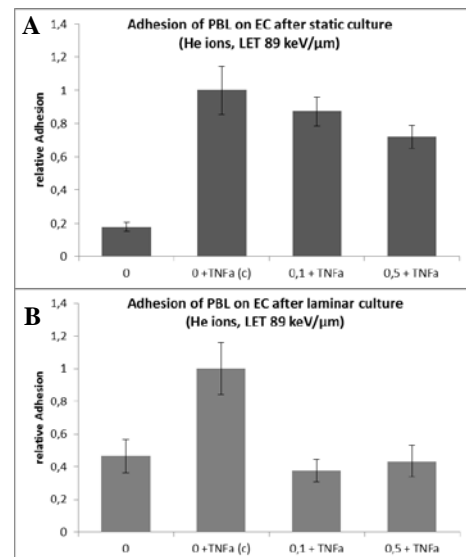 A
Adhesion of PBL on EC after static culture
(He ions, LET 89 keV/µm)
1,4
1,2
1
0,8
0,6
0,4
0,2
0
relative Adhesion
0
0 +TNFa (c)
0,1 + TNFa
0,5 + TNFa
B
Adhesion of PBL on EC after laminar culture
(He ions, LET 89 keV/µm)
1,4
1,2
1
0,8
0,6
0,4
0,2
0
relative Adhesion
0
0 +TNFa (c)
0,1 + TNFa
0,5 + TNFa